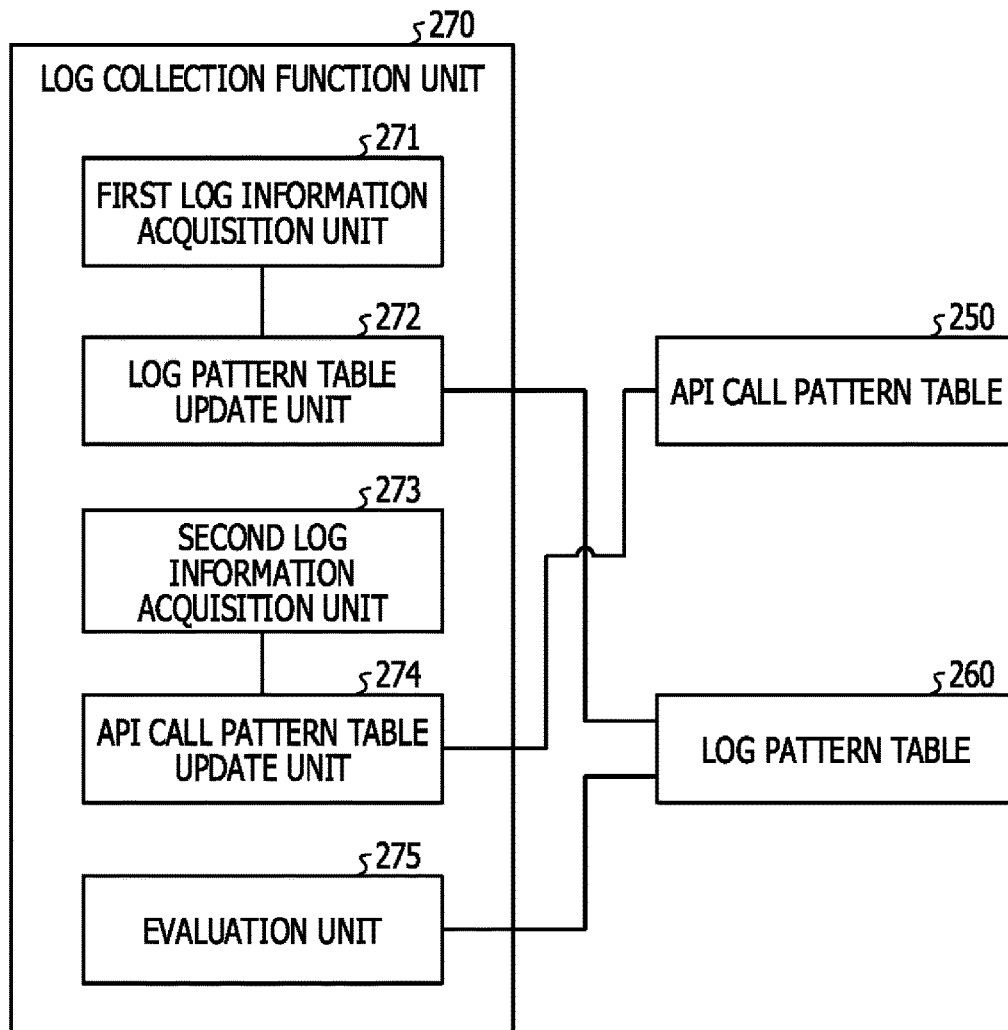 270
LOG COLLECTION FUNCTION UNIT
271
FIRST LOG INFORMATION
ACQUISITION UNIT
272
LOG PATTERN TABLE
UPDATE UNIT
273
SECOND LOG
INFORMATION
ACQUISITION UNIT
274
API CALL PATTERN TABLE
UPDATE UNIT
275
EVALUATION UNIT
250
API CALL PATTERN TABLE
260
LOG PATTERN TABLE